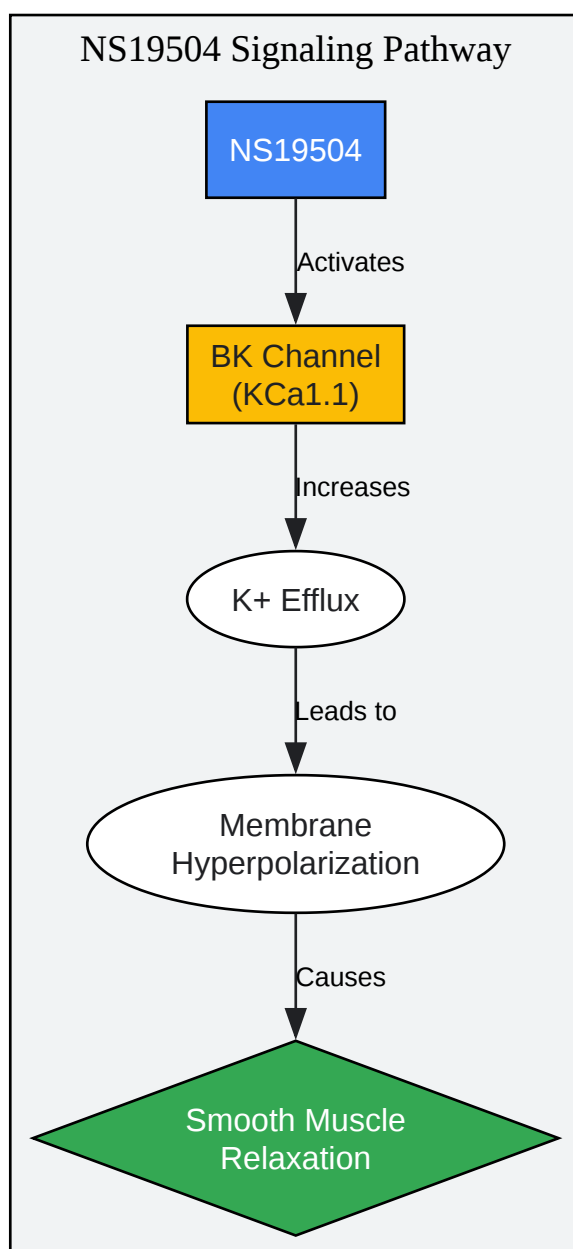 NS19504 Signaling Pathway
NS19504
Activates
BK Channel
(KCa1.1)
Increases
K+ Efflux
Leads to
Membrane
Hyperpolarization
Causes
Smooth Muscle
Relaxation